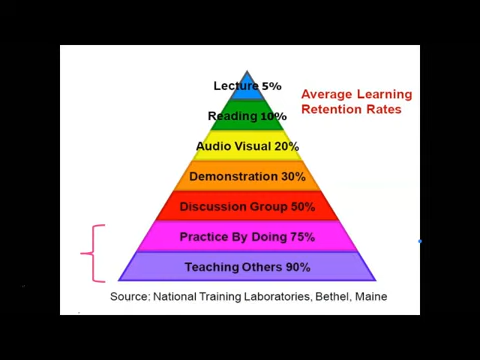 Average Learning
Retention Rates
Lecture 5%
Reading 10%
Audio Visual 20%
Demonstration 30%
Discussion Group 50%
Practice By Doing 75%
Teaching Others 90%
Source: National Training Laboratories, Bethel, Maine